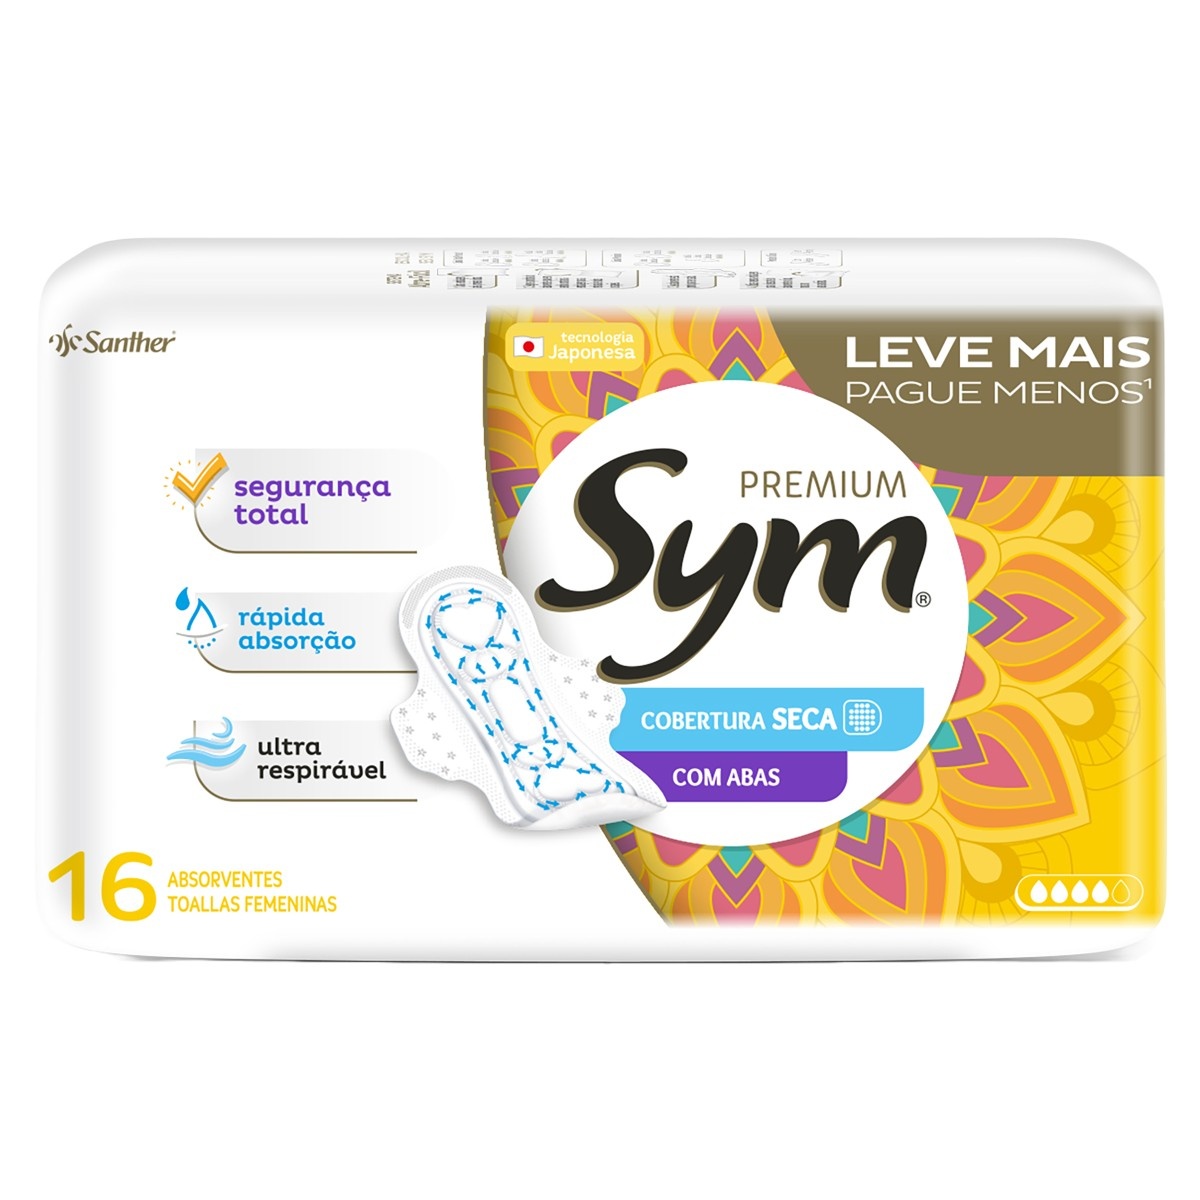 Santher®
tecnologia
Japonesa
LEVE MAIS
PAGUE MENOS¹
PREMIUM
Sym®
segurança
total
rápida
absorção
ultra
respirável
COBERTURA SECA
COM ABAS
16
ABSORVENTES
TOALLAS FEMENINAS